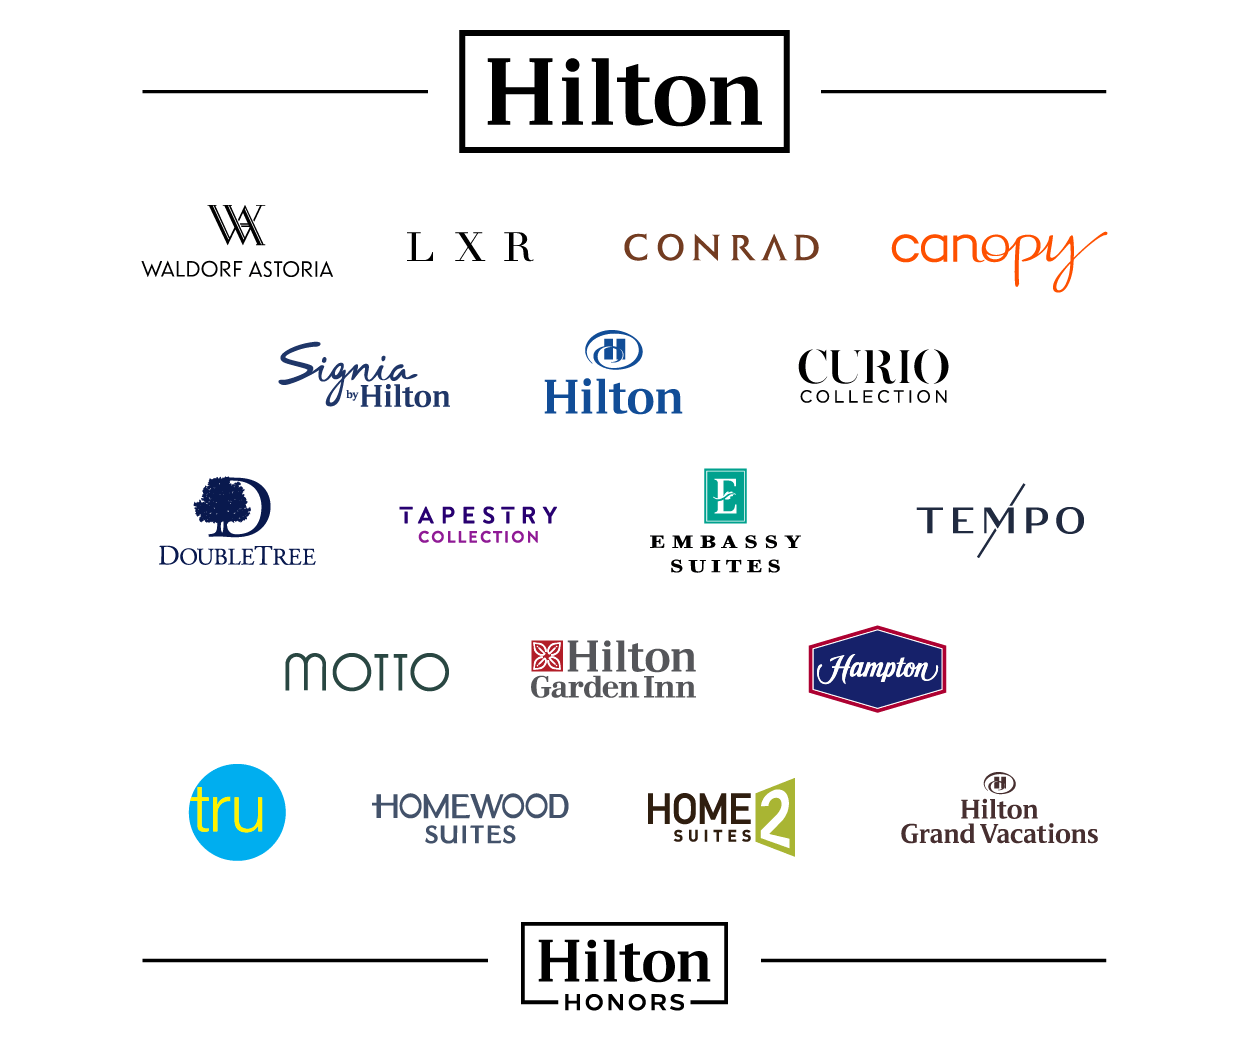 Hilton
WA
WALDORF ASTORIA
LXR
CONRAD
canopy
Signia
by Hilton
H
Hilton
CURIO
COLLECTION
D
DOUBLETREE
TAPESTRY
COLLECTION
E
EMBASSY
SUITES
TEMPO
MOTTO
Hilton
Garden Inn
Hampton
tru
HOMEWOOD
SUITES
HOME2
SUITES
H
Hilton
Grand Vacations
Hilton
HONORS